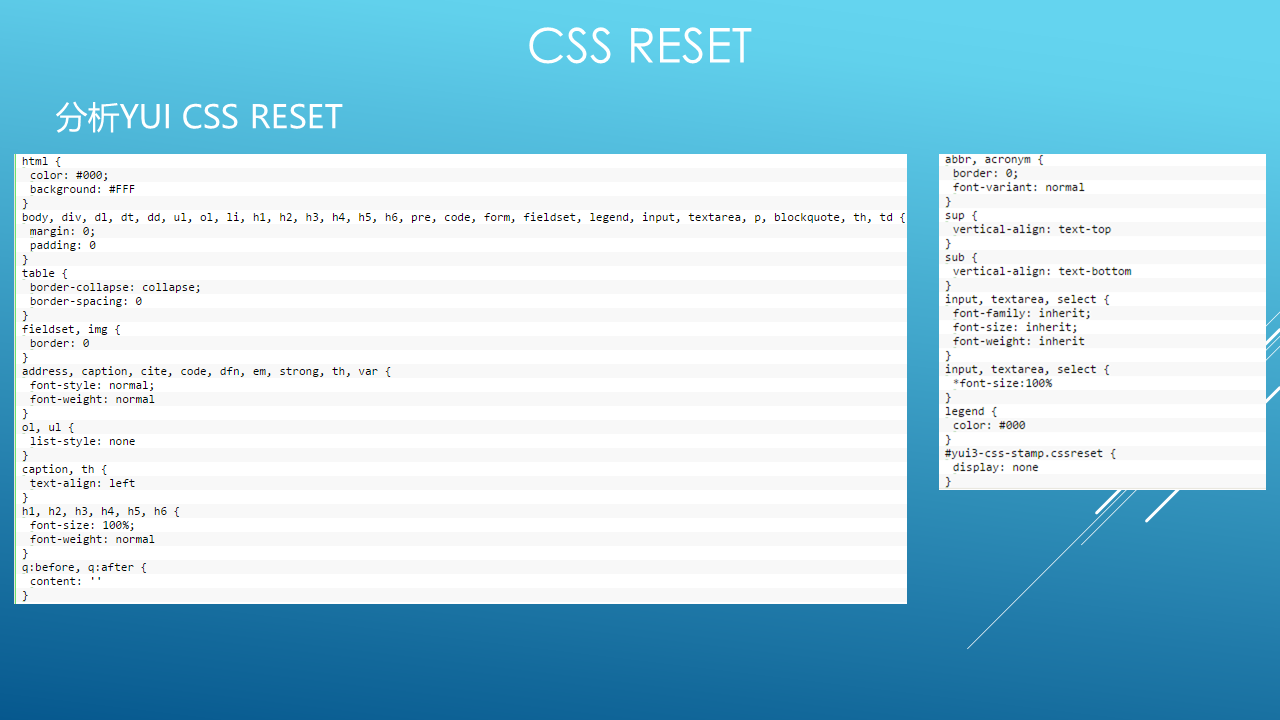 CSS RESET
分析YUI CSS RESET
html {
 color: #000;
 background: #FFF
}
body, div, dl, dt, dd, ul, ol, li, h1, h2, h3, h4, h5, h6, pre, code, form, fieldset, legend, input, textarea, p, blockquote, th, td {
 margin: 0;
 padding: 0
}
table {
 border-collapse: collapse;
 border-spacing: 0
}
fieldset, img {
 border: 0
}
address, caption, cite, code, dfn, em, strong, th, var {
 font-style: normal;
 font-weight: normal
}
ol, ul {
 list-style: none
}
caption, th {
 text-align: left
}
h1, h2, h3, h4, h5, h6 {
 font-size: 100%;
 font-weight: normal
}
q:before, q:after {
 content: ''
}
abbr, acronym {
 border: 0;
 font-variant: normal
}
sup {
 vertical-align: text-top
}
sub {
 vertical-align: text-bottom
}
input, textarea, select {
 font-family: inherit;
 font-size: inherit;
 font-weight: inherit
}
input, textarea, select {
 *font-size:100%
}
legend {
 color: #000
}
#yui3-css-stamp.cssreset {
 display: none
}